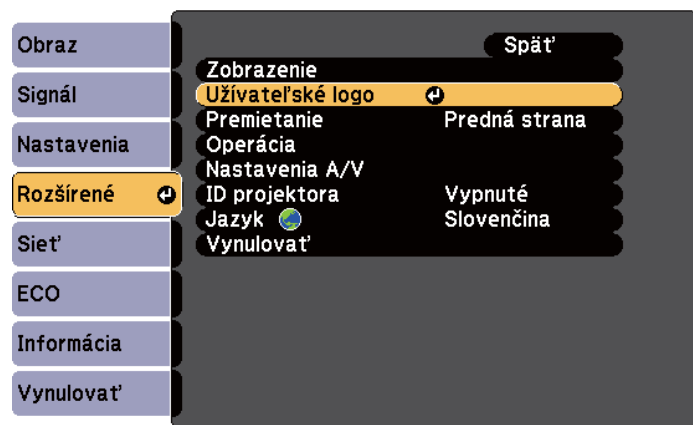 Obraz
Signál
Nastavenia
Rozšírené
Sieť
ECO
Informácia
Vynulovať
Späť
Zobrazenie
Užívateľské logo
Premietanie Predná strana
Operácia
Nastavenia A/V
ID projektora Vypnuté
Jazyk Slovenčina
Vynulovať